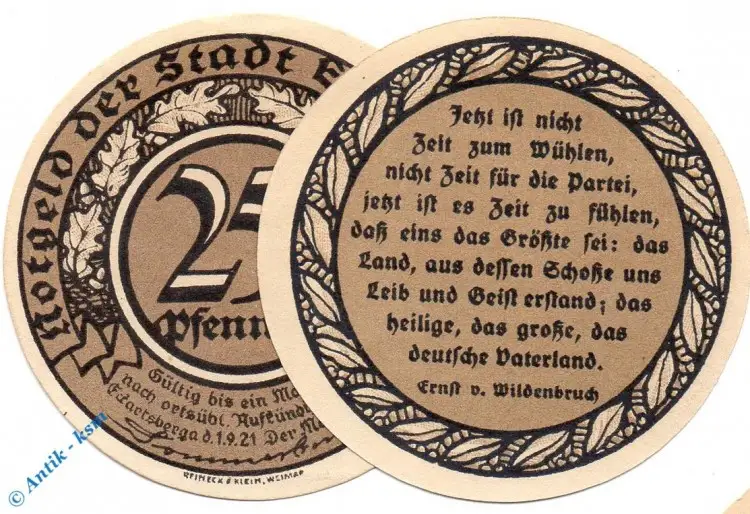 Notgeld der Stadt E
25
Pfenn
Gültig bis ein Mo
nach ortsübl. Aufkünd
Eckartsberga d. 1.9.21 Der M
REINECK & KLEIN, WEIMAR
Jetzt ist nicht
Zeit zum Wühlen,
nicht Zeit für die Partei,
jetzt ist es Zeit zu fühlen,
daß eins das Größte sei: das
Land, aus dessen Schoße uns
Leib und Geist erstand; das
heilige, das große, das
deutsche Vaterland.
Ernst v. Wildenbruch
© Antik - ksm